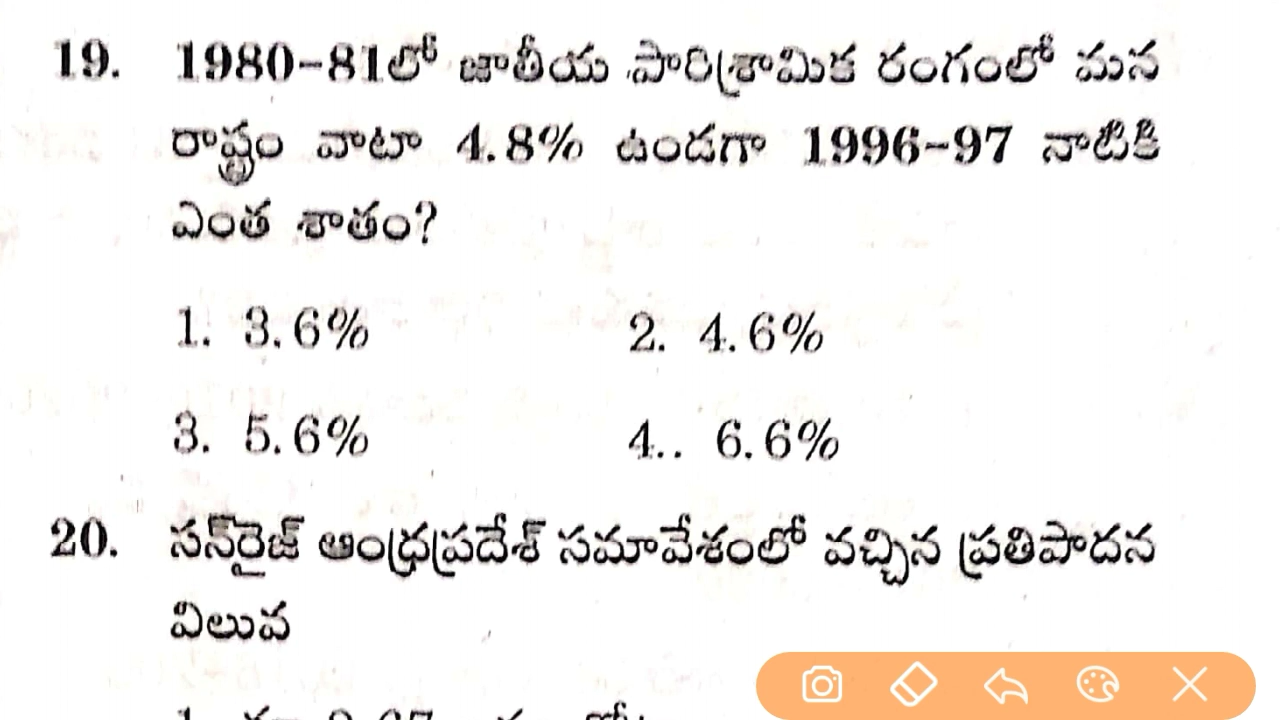 19. 1980-81లో జాతీయ పారిశ్రామిక రంగంలో మన
రాష్ట్రం వాటా 4.8% ఉండగా 1996-97 నాటికి
ఎంత శాతం?
1. 3.6% 2. 4.6%
3. 5.6% 4.. 6.6%
20. సన్‌రైజ్ ఆంధ్రప్రదేశ్ సమావేశంలో వచ్చిన ప్రతిపాదన
విలువ